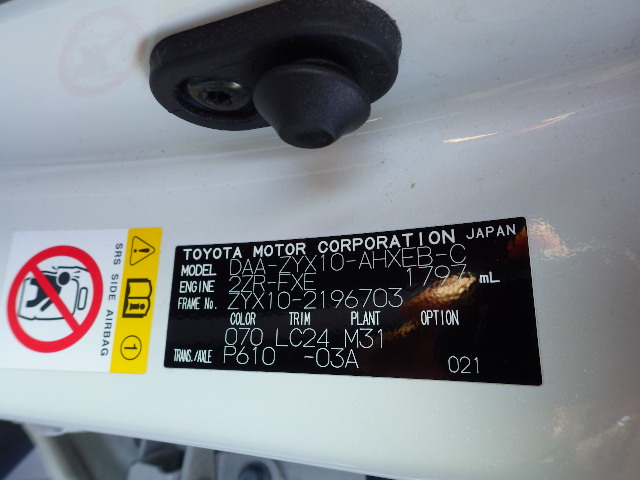 SRS SIDE AIRBAG
1
TOYOTA MOTOR CORPORATION JAPAN
MODEL DAA-ZYX10-AHXEB-C
ENGINE 2ZR-FXE 1797 mL
FRAME No. ZYX10-2196703
COLOR TRIM PLANT OPTION
070 LC24 M31
TRANS./AXLE P610 -03A 021